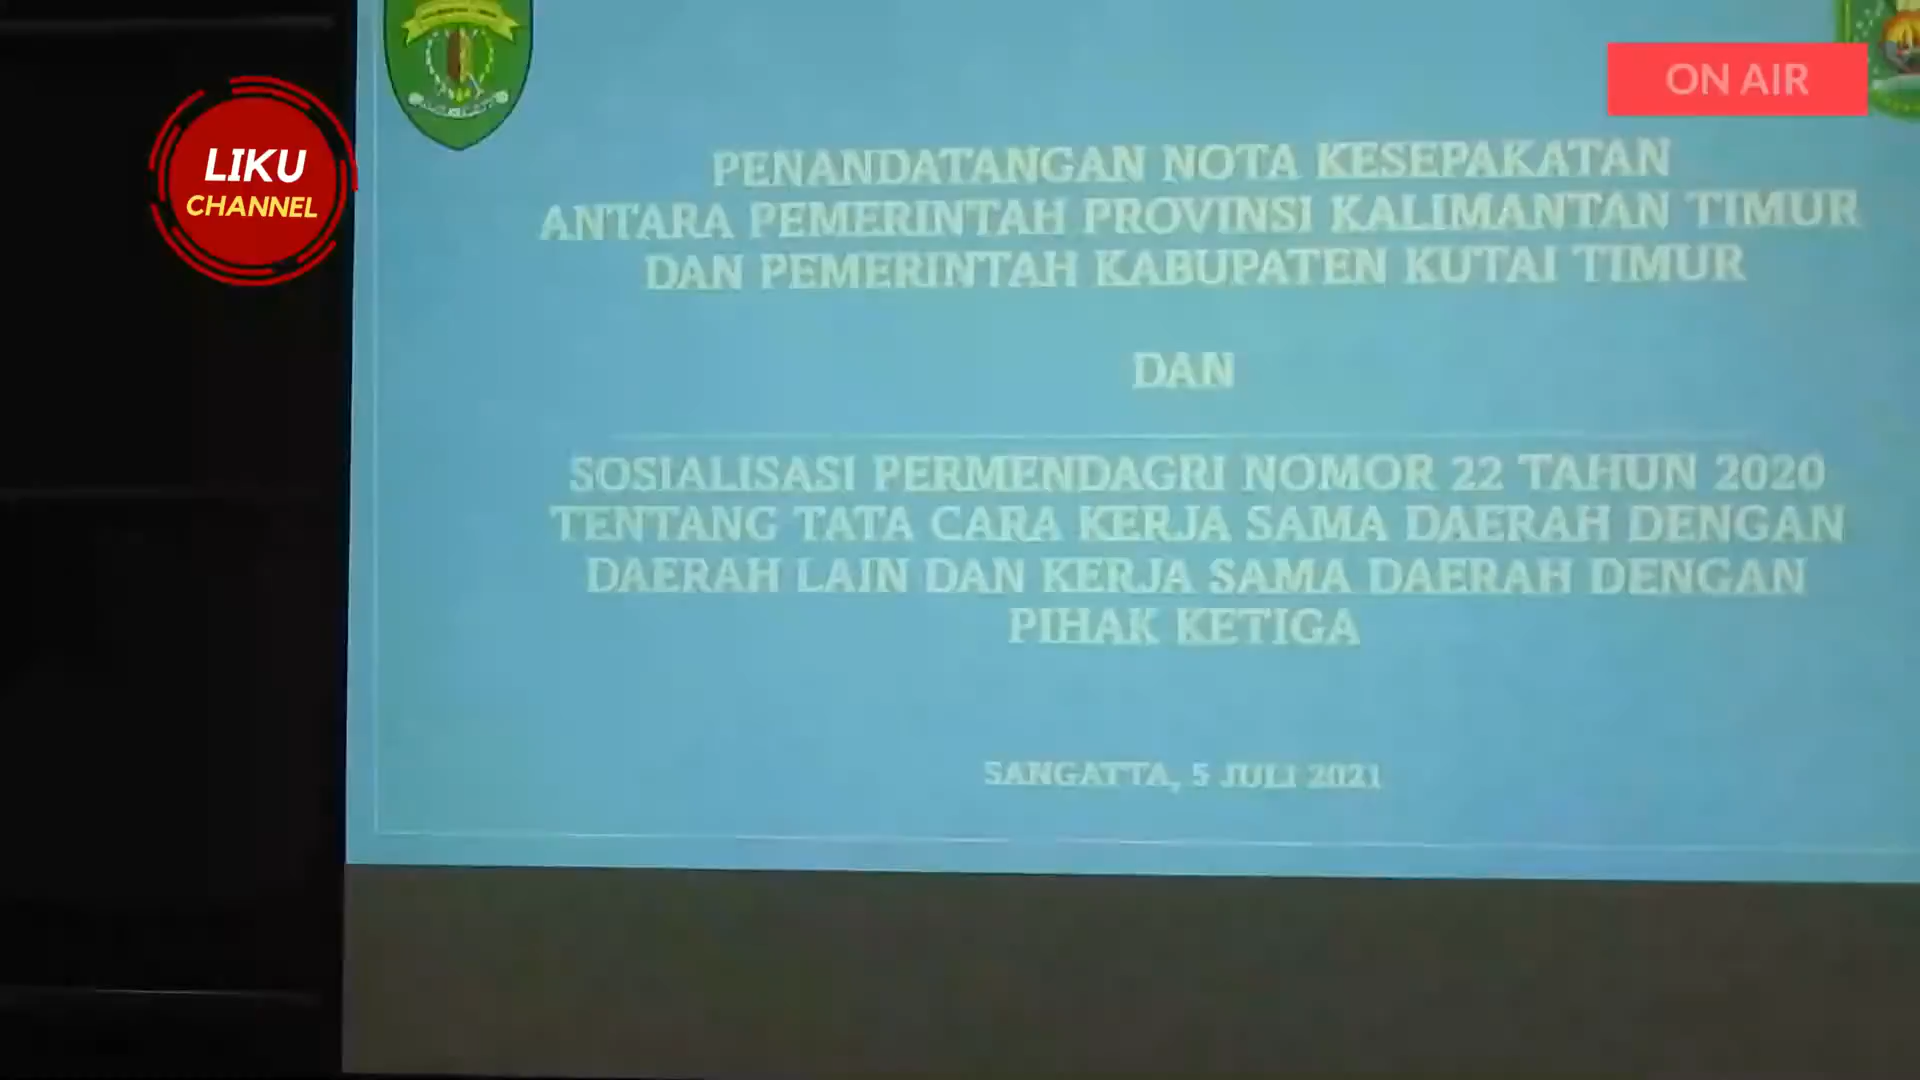 ON AIR
LIKU
CHANNEL
PENANDATANGAN NOTA KESEPAKATAN
ANTARA PEMERINTAH PROVINSI KALIMANTAN TIMUR
DAN PEMERINTAH KABUPATEN KUTAI TIMUR
DAN
SOSIALISASI PERMENDAGRI NOMOR 22 TAHUN 2020
TENTANG TATA CARA KERJA SAMA DAERAH DENGAN
DAERAH LAIN DAN KERJA SAMA DAERAH DENGAN
PIHAK KETIGA
SANGATTA, 5 JULI 2021